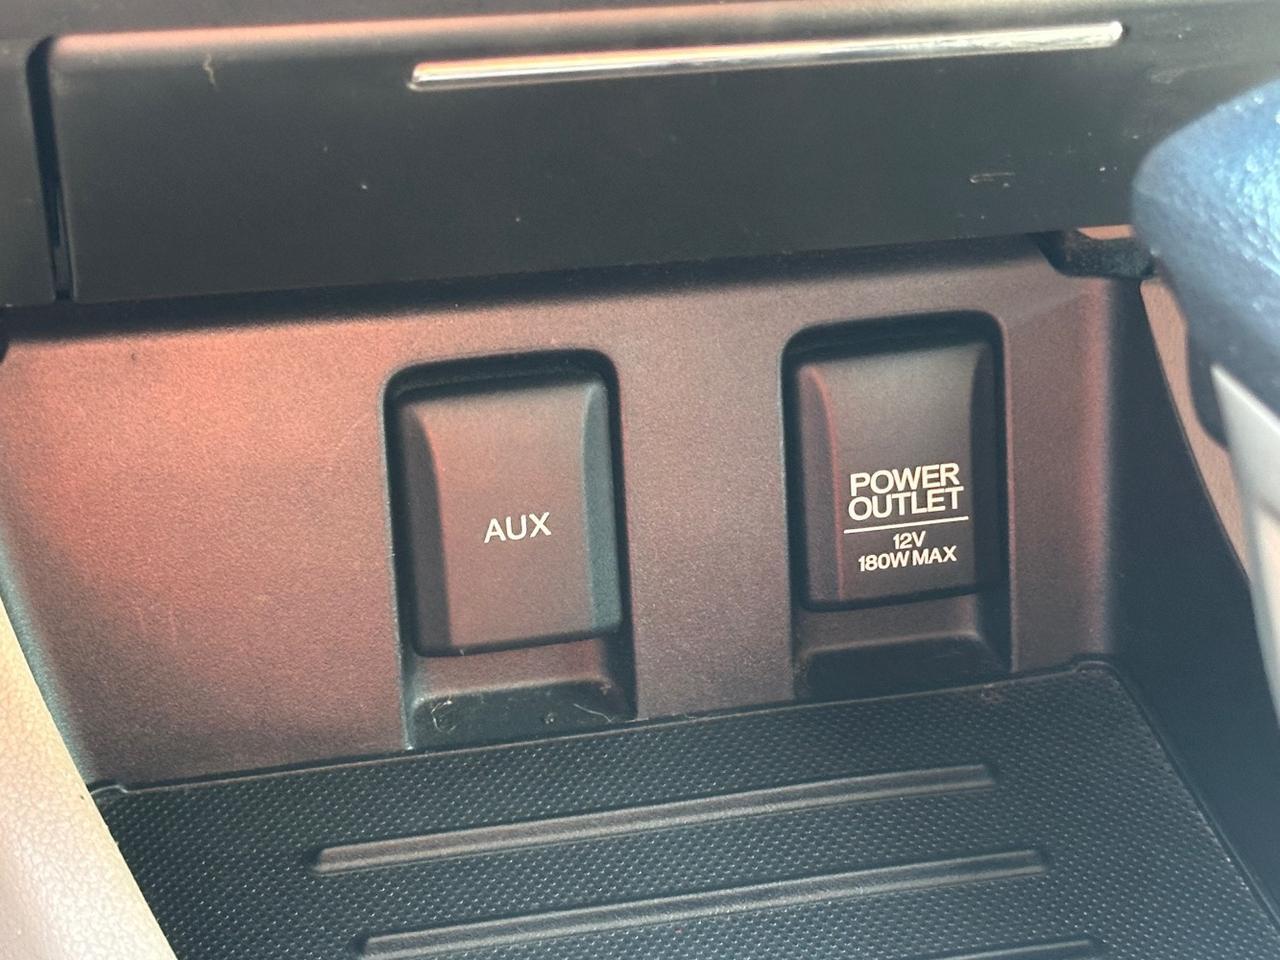 AUX
POWER
OUTLET
12V
180W MAX